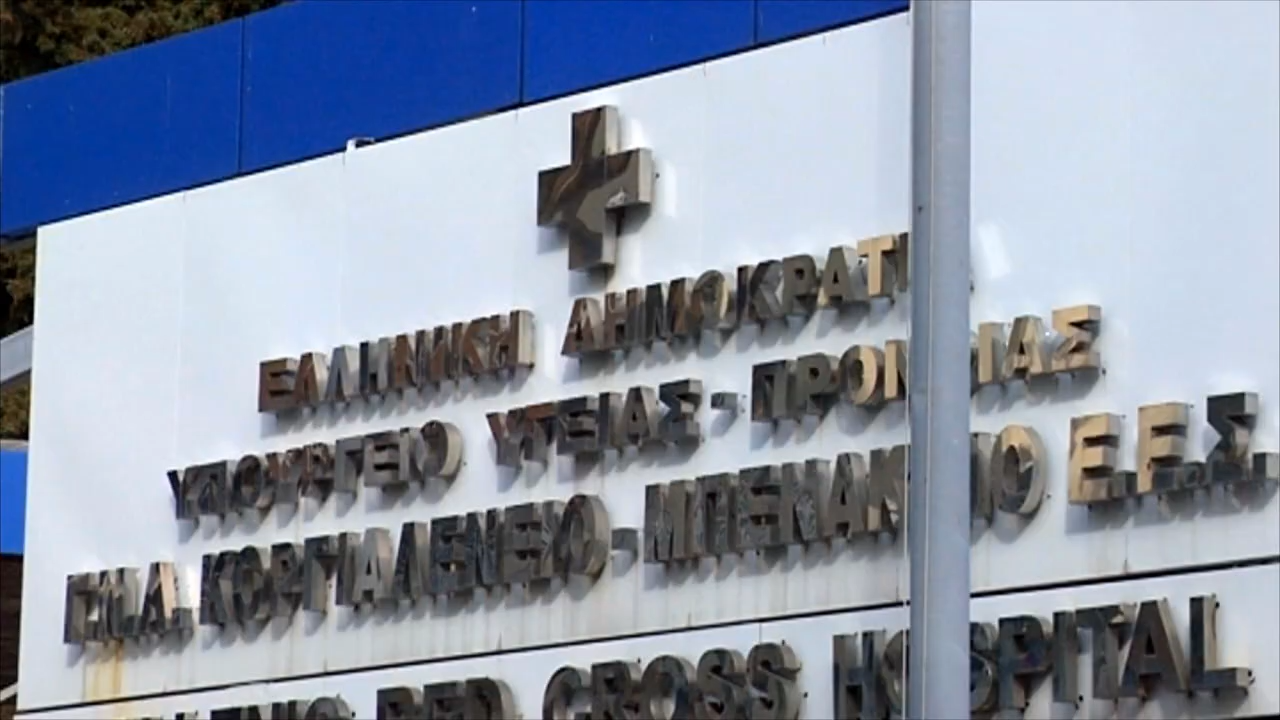 ΕΛΛΗΝΙΚΗ ΔΗΜΟΚΡΑΤΙ
ΥΠΟΥΡΓΕΙΟ ΥΓΕΙΑΣ - ΠΡΟΝΟΙΑΣ
Γ.Ν.Α. ΚΟΡΓΙΑΛΕΝΕΙΟ - ΜΠΕΝΑΚΕΙΟ Ε.Ε.Σ.
RED CROSS HOSPITAL